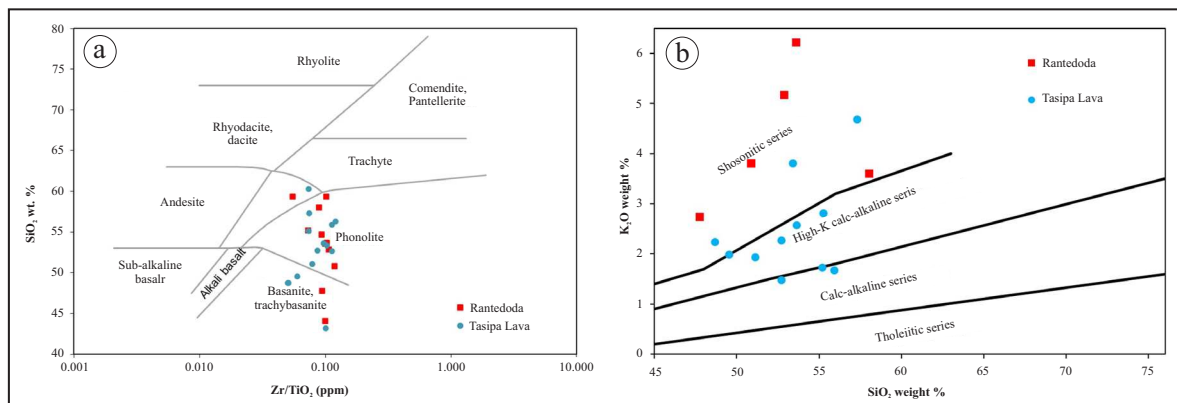 a
80
75
70
65
60
55
50
45
40
SiO₂ wt. %
Rhyolite
Comendite,
Pantellerite
Rhyodacite,
dacite
Trachyte
Andesite
Phonolite
Sub-alkaline
basalr
Alkali basalt
Basanite,
trachybasanite
Rantedoda
Tasipa Lava
0.001
0.010
0.100
1.000
10.000
Zr/TiO₂ (ppm)
b
6
5
4
3
2
1
0
K₂O weight %
Rantedoda
Tasipa Lava
Shosonitic series
High-K calc-alkaline seris
Calc-alkaline series
Tholeiitic series
45
50
55
60
65
70
75
SiO₂ weight %